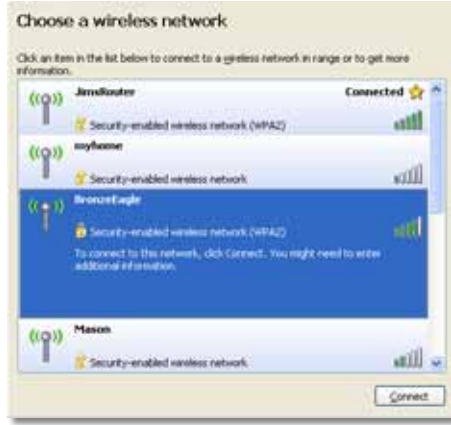 Choose a wireless network
Click an item in the list below to connect to a wireless network in range or to get more
information.
JimsRouter Connected
Security-enabled wireless network (WPA2)
myhome
Security-enabled wireless network
BronzeEagle
Security-enabled wireless network (WPA2)
To connect to this network, click Connect. You might need to enter
additional information.
Mason
Security-enabled wireless network
Connect